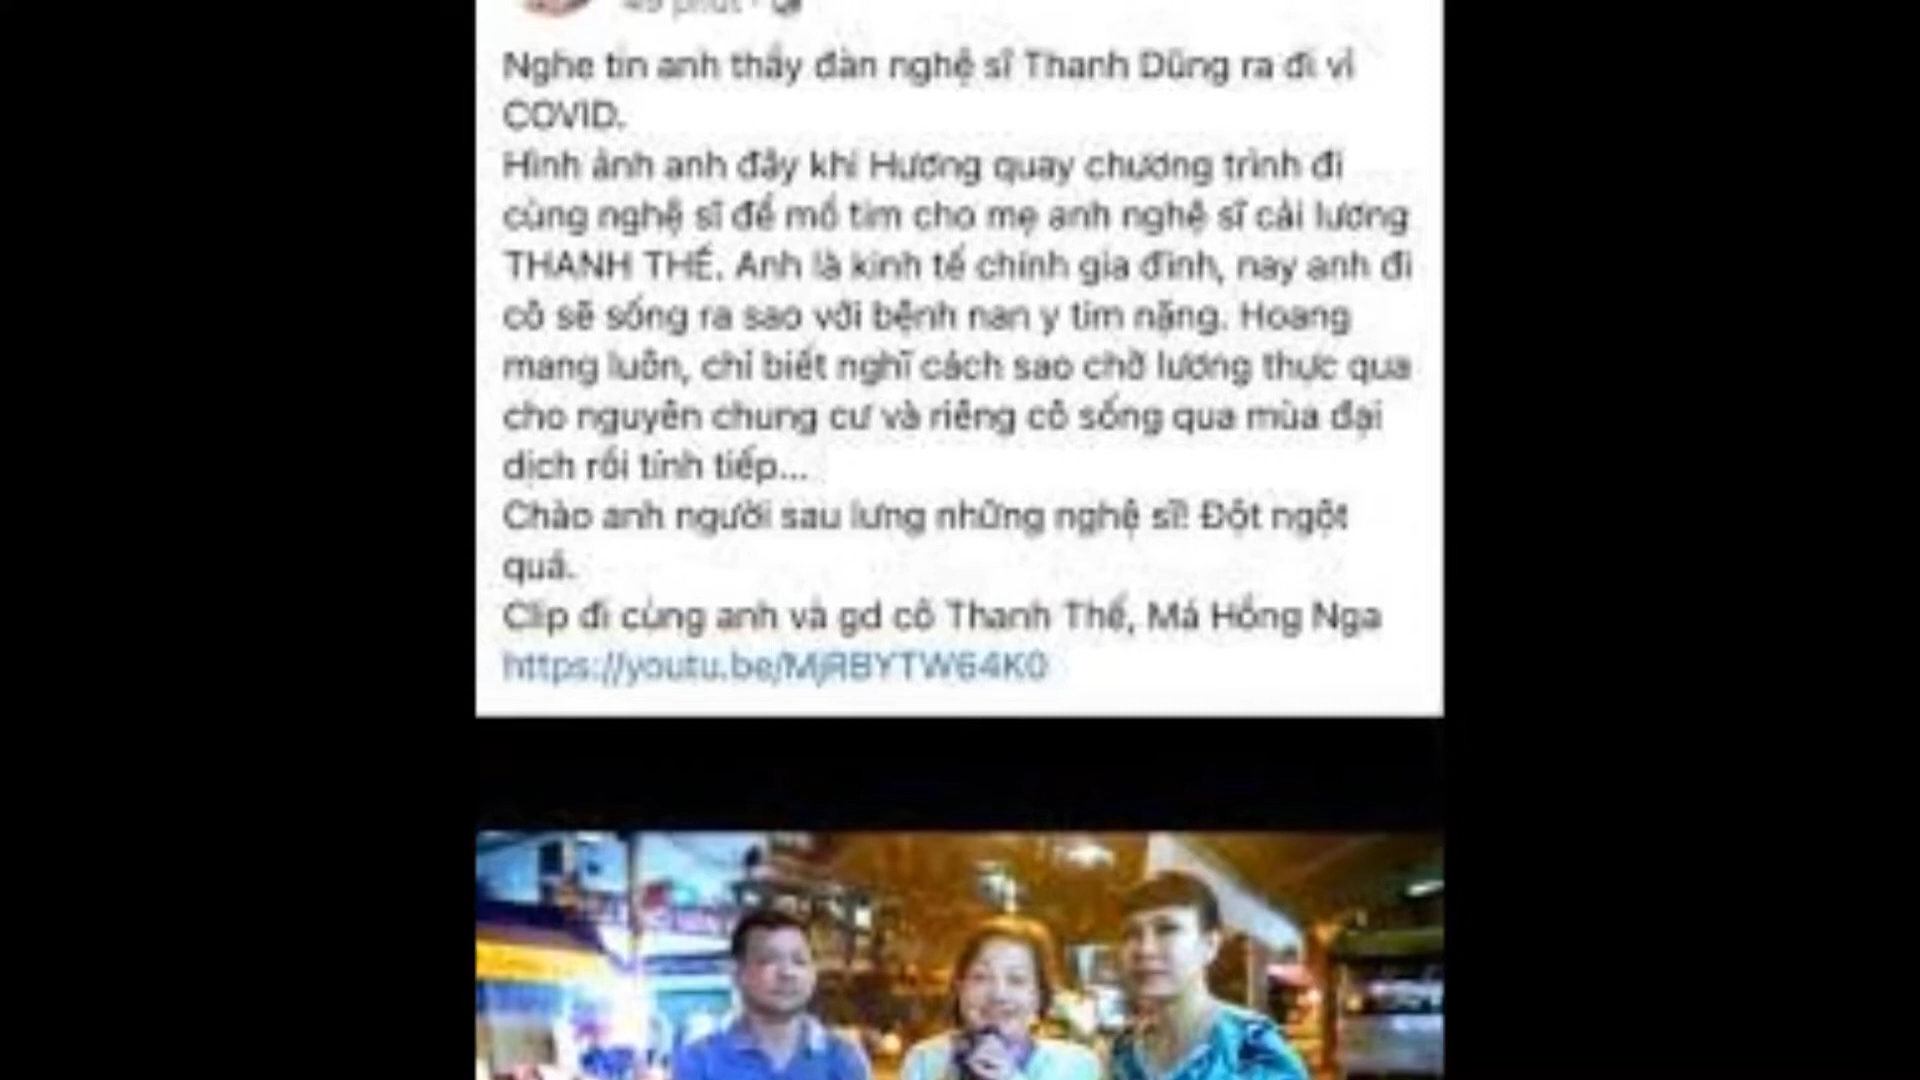 49 phút
Nghe tin anh thầy đàn nghệ sĩ Thanh Dũng ra đi vì
COVID.
Hình ảnh anh đây khi Hương quay chương trình đi
cùng nghệ sĩ để mổ tim cho mẹ anh nghệ sĩ cải lương
THANH THẾ. Anh là kinh tế chính gia đình, nay anh đi
cô sẽ sống ra sao với bệnh nan y tim nặng. Hoang
mang luôn, chỉ biết nghĩ cách sao chở lương thực qua
cho nguyên chung cư và riêng cô sống qua mùa đại
dịch rồi tính tiếp...
Chào anh người sau lưng những nghệ sĩ! Đột ngột
quá.
Clip đi cùng anh và gđ cô Thanh Thế, Má Hồng Nga
https://youtu.be/MjRBYTW64K0